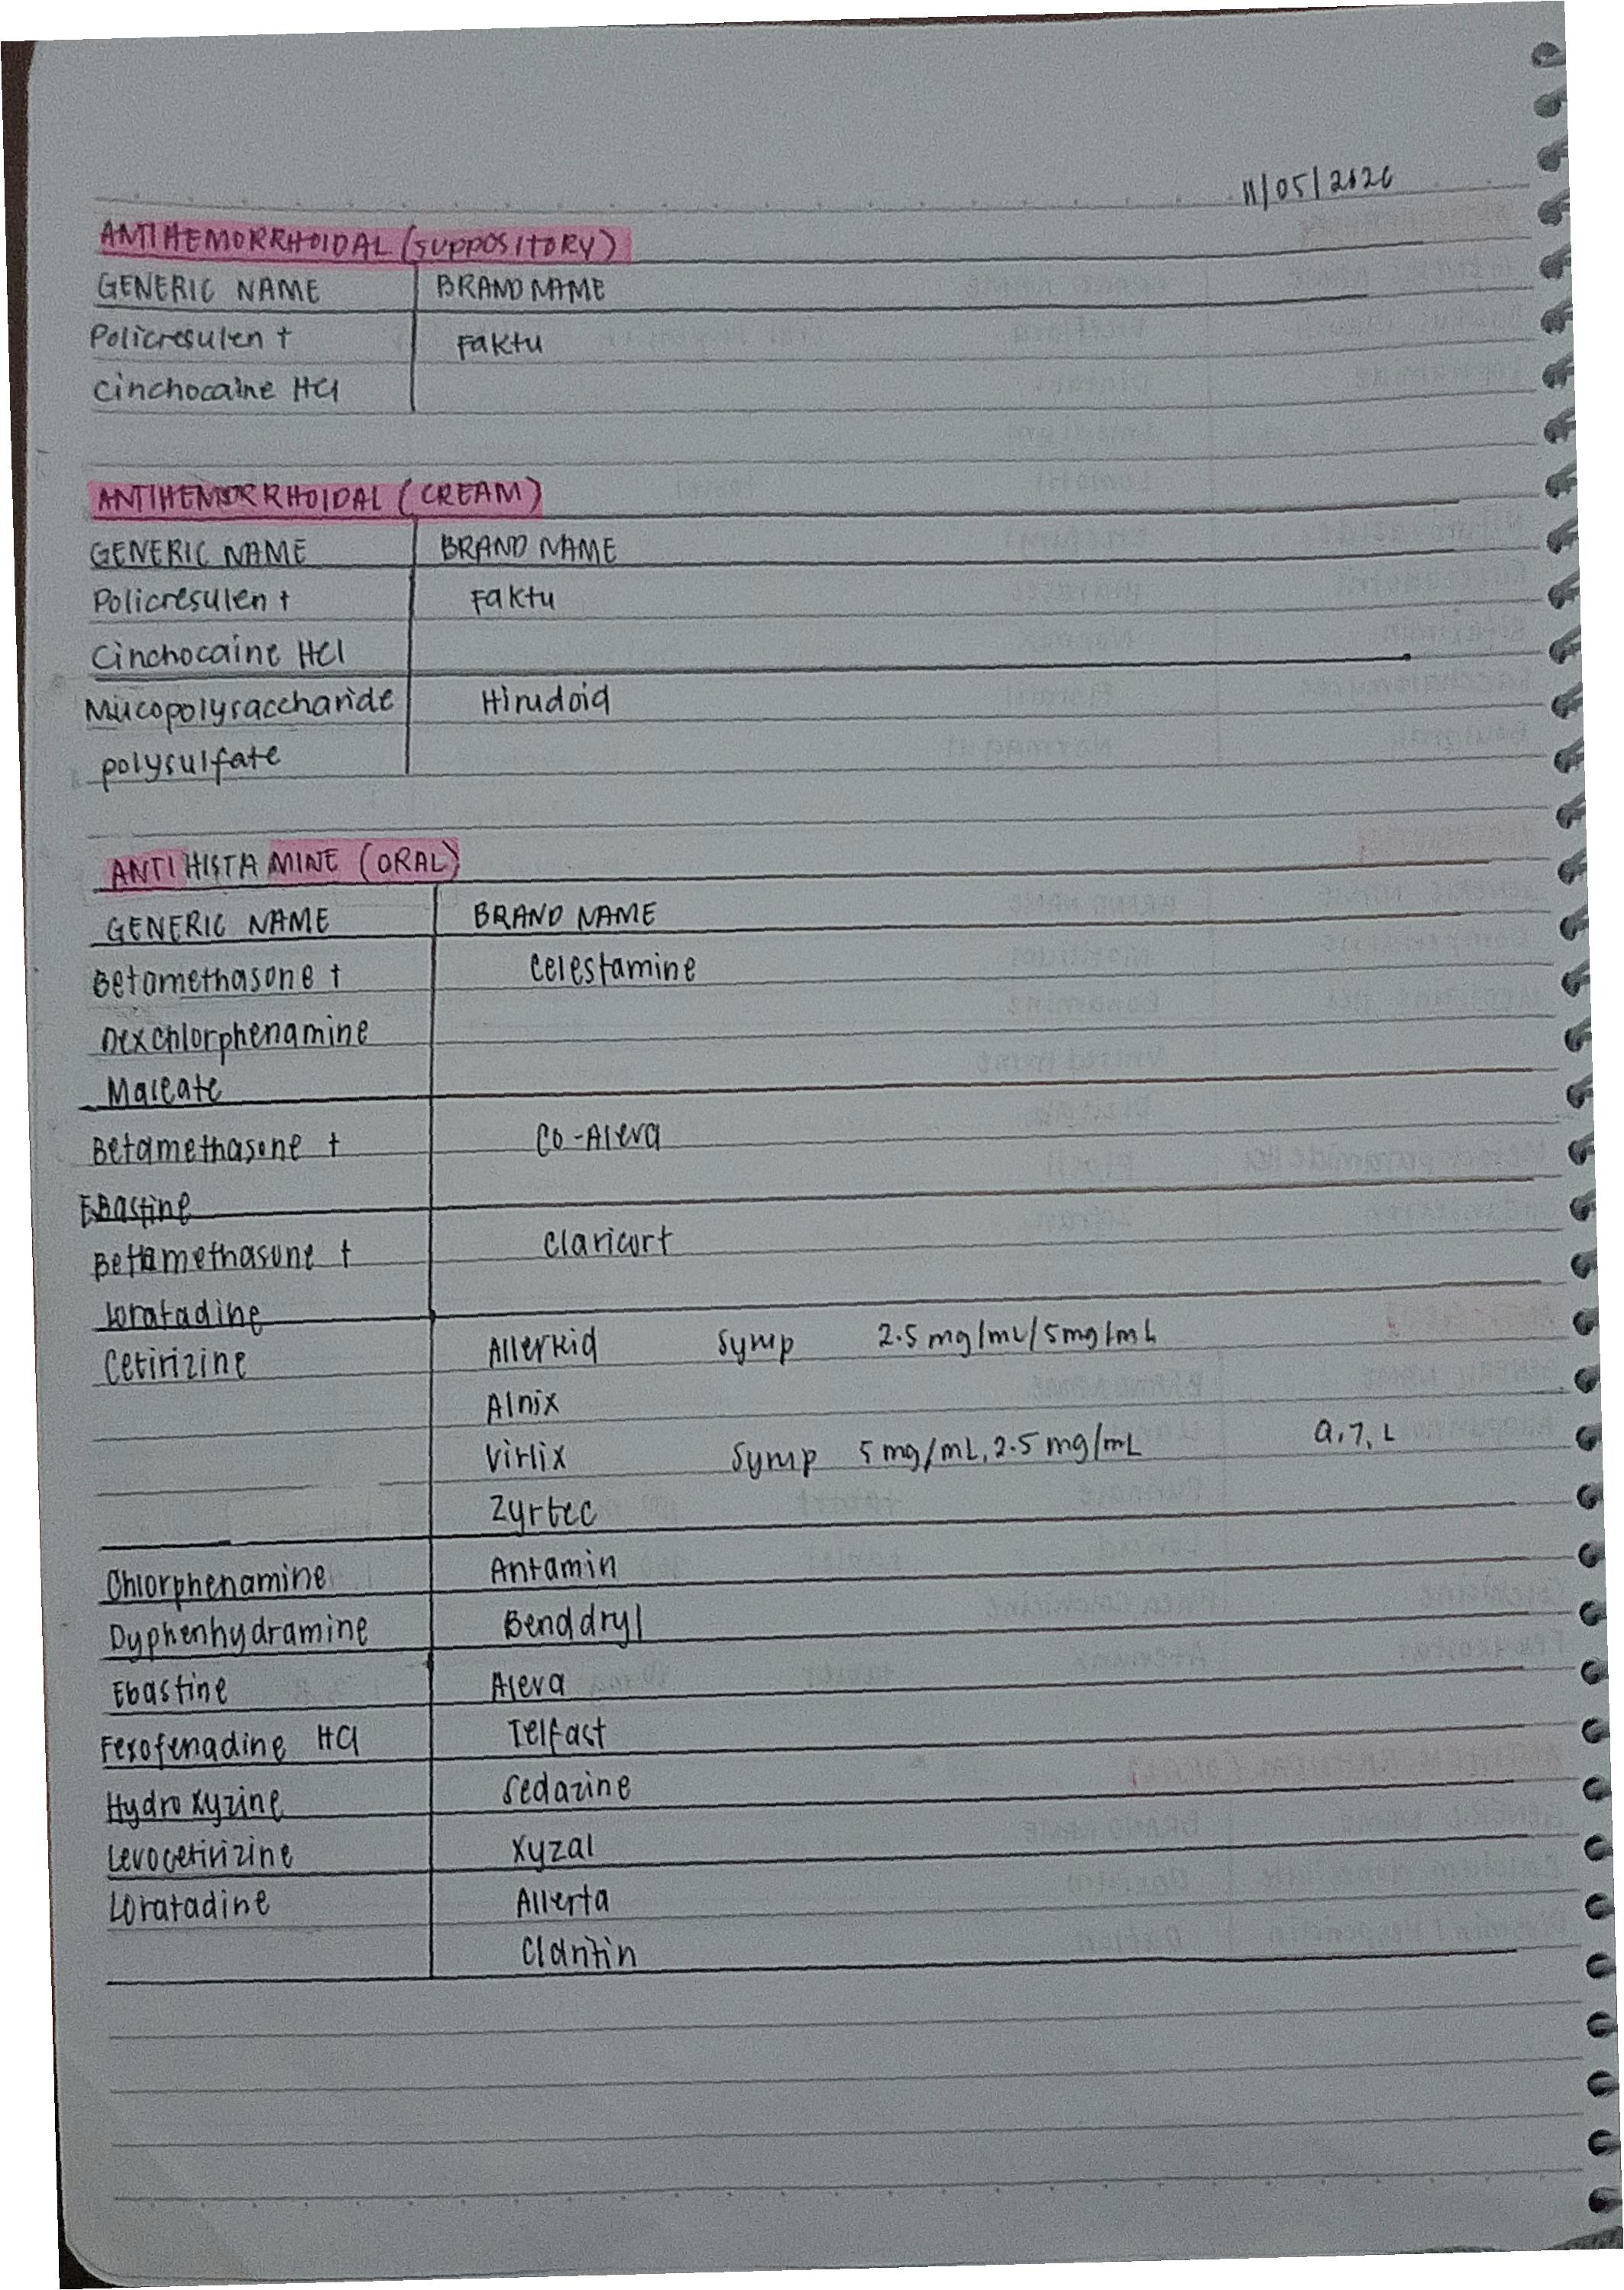 11/05/2026
ANTIHEMORRHOIDAL (SUPPOSITORY)
GENERIC NAME BRAND NAME
Policresulen + Faktu
Cinchocaine HCl
ANTIHEMORRHOIDAL (CREAM)
GENERIC NAME BRAND NAME
Policresulen + Faktu
Cinchocaine HCl
Mucopolysaccharide Hirudoid
polysulfate
ANTIHISTAMINE (ORAL)
GENERIC NAME BRAND NAME
Betamethasone + Celestamine
Dexchlorphenamine
Maleate
Betamethasone + Co-Aleva
Ebastine
Betamethasone + Claricort
Loratadine
Cetirizine Allerkid Syrup 2.5 mg/mL/5mg/mL
Alnix
Virlix Syrup 5 mg/mL, 2.5 mg/mL
Zyrtec
Chlorphenamine Antamin
Dyphenhydramine Benddryl
Ebastine Aleva
Fexofenadine HCl Telfast
Hydroxyzine Sedazine
Levocetirizine Xyzal
Loratadine Allerta
Claritin